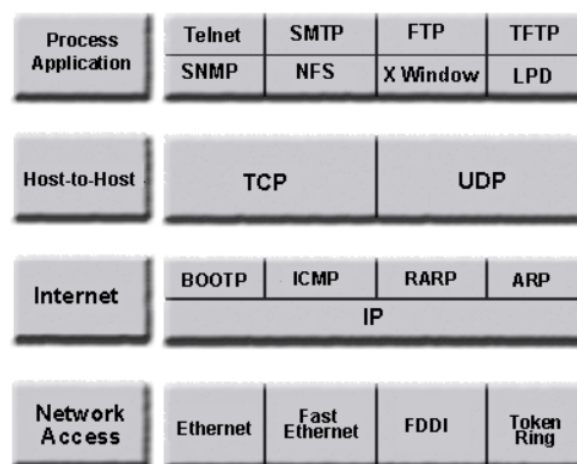 Process
Application
Telnet SMTP FTP TFTP
SNMP NFS X Window LPD
Host-to-Host
TCP UDP
Internet
BOOTP ICMP RARP ARP
IP
Network
Access
Ethernet
Fast
Ethernet
FDDI
Token
Ring